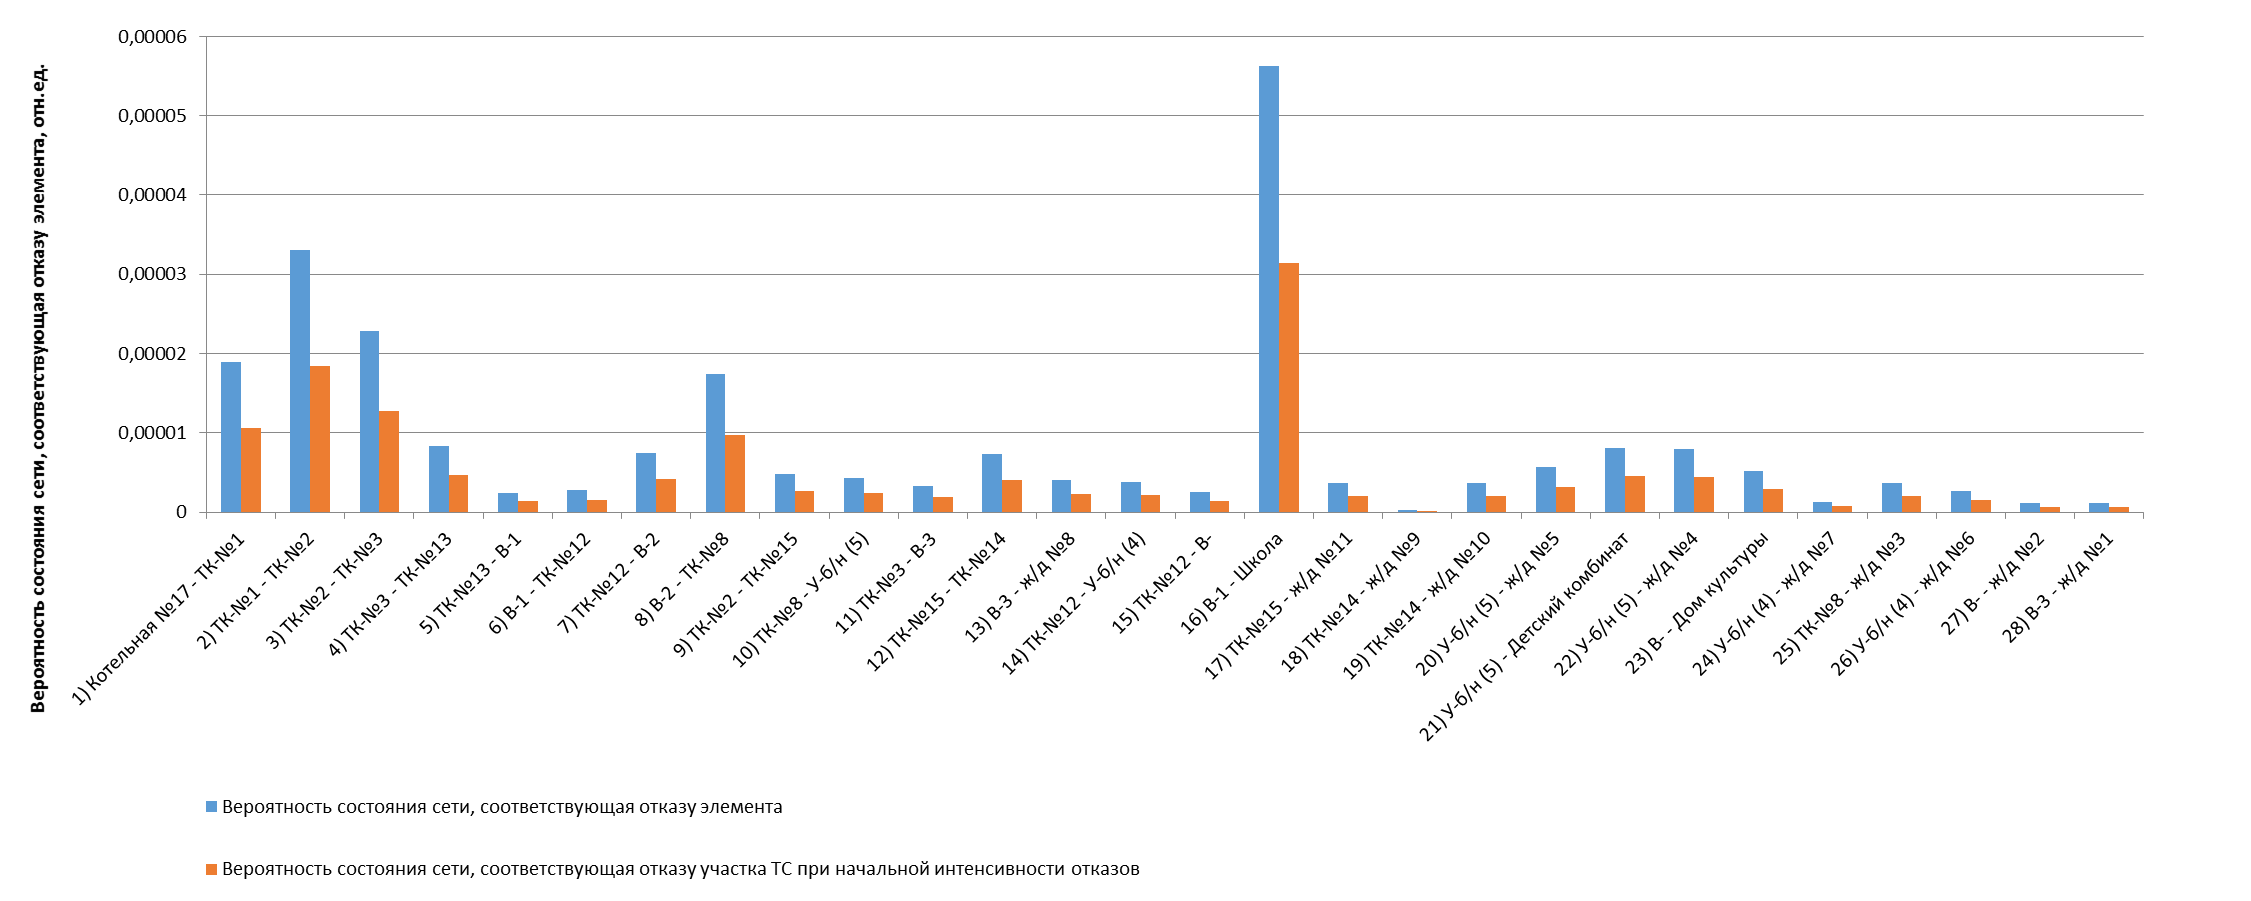 Вероятность состояния сети, соответствующая отказу элемента, отн.ед.
0,00006
0,00005
0,00004
0,00003
0,00002
0,00001
0
1) Котельная №17 - ТК-№1
2) ТК-№1 - ТК-№2
3) ТК-№2 - ТК-№3
4) ТК-№3 - ТК-№13
5) ТК-№13 - В-1
6) В-1 - ТК-№12
7) ТК-№12 - В-2
8) В-2 - ТК-№8
9) ТК-№2 - ТК-№15
10) ТК-№8 - У-б/н (5)
11) ТК-№3 - В-3
12) ТК-№15 - ТК-№14
13) В-3 - ж/д №8
14) ТК-№12 - У-б/н (4)
15) ТК-№12 - В-
16) В-1 - Школа
17) ТК-№15 - ж/д №11
18) ТК-№14 - ж/д №9
19) ТК-№14 - ж/д №10
20) У-б/н (5) - ж/д №5
21) У-б/н (5) - Детский комбинат
22) У-б/н (5) - ж/д №4
23) В- - Дом культуры
24) У-б/н (4) - ж/д №7
25) ТК-№8 - ж/д №3
26) У-б/н (4) - ж/д №6
27) В- - ж/д №2
28) В-3 - ж/д №1
Вероятность состояния сети, соответствующая отказу элемента
Вероятность состояния сети, соответствующая отказу участка ТС при начальной интенсивности отказов